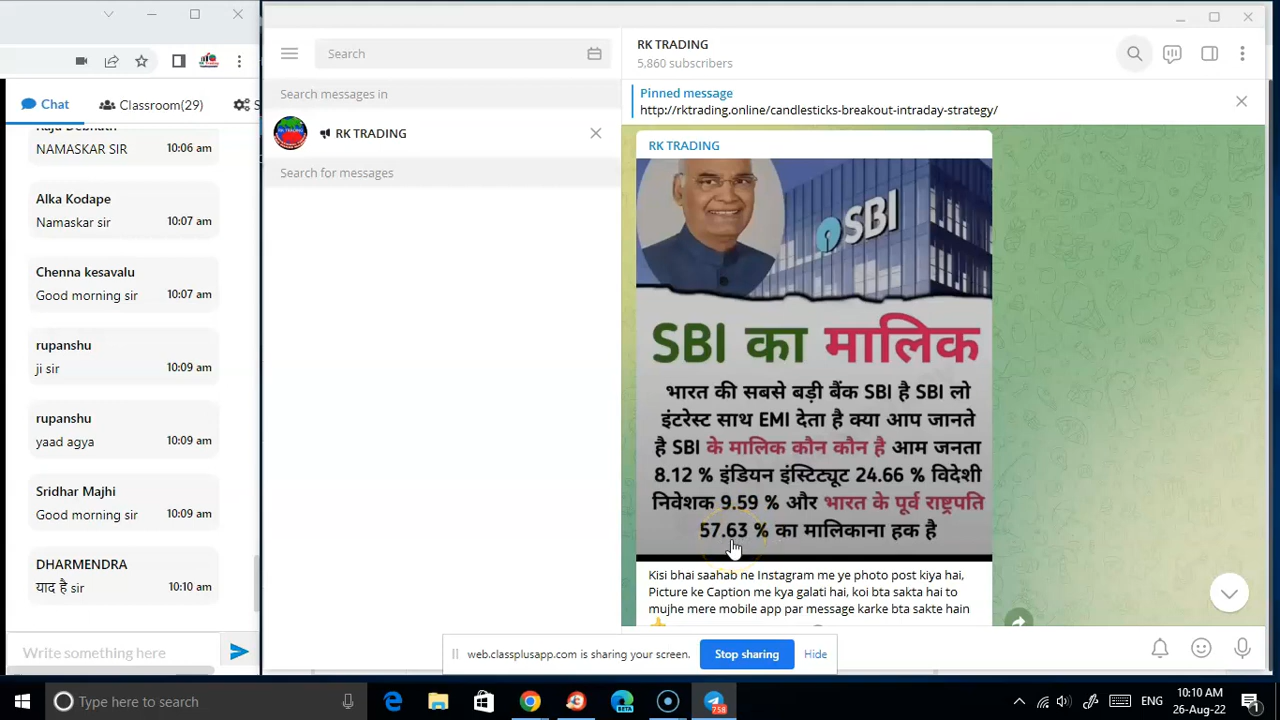 Chat
Classroom(29)
S
Raja Debnath
NAMASKAR SIR 10:06 am
Alka Kodape
Namaskar sir 10:07 am
Chenna kesavalu
Good morning sir 10:07 am
rupanshu
ji sir 10:09 am
rupanshu
yaad agya 10:09 am
Sridhar Majhi
Good morning sir 10:09 am
DHARMENDRA
याद है sir 10:10 am
Write something here
Search
Search messages in
RK TRADING
Search for messages
RK TRADING
5,860 subscribers
Pinned message
http://rktrading.online/candlesticks-breakout-intraday-strategy/
RK TRADING
SBI
SBI का मालिक
भारत की सबसे बड़ी बैंक SBI है SBI लो
इंटरेस्ट साथ EMI देता है क्या आप जानते
है SBI के मालिक कौन कौन है आम जनता
8.12 % इंडियन इंस्टिट्यूट 24.66 % विदेशी
निवेशक 9.59 % और भारत के पूर्व राष्ट्रपति
57.63 % का मालिकाना हक है
Kisi bhai saahab ne Instagram me ye photo post kiya hai,
Picture ke Caption me kya galati hai, koi bta sakta hai to
mujhe mere mobile app par message karke bta sakte hain
web.classplusapp.com is sharing your screen.
Stop sharing
Hide
Type here to search
ENG
10:10 AM
26-Aug-22